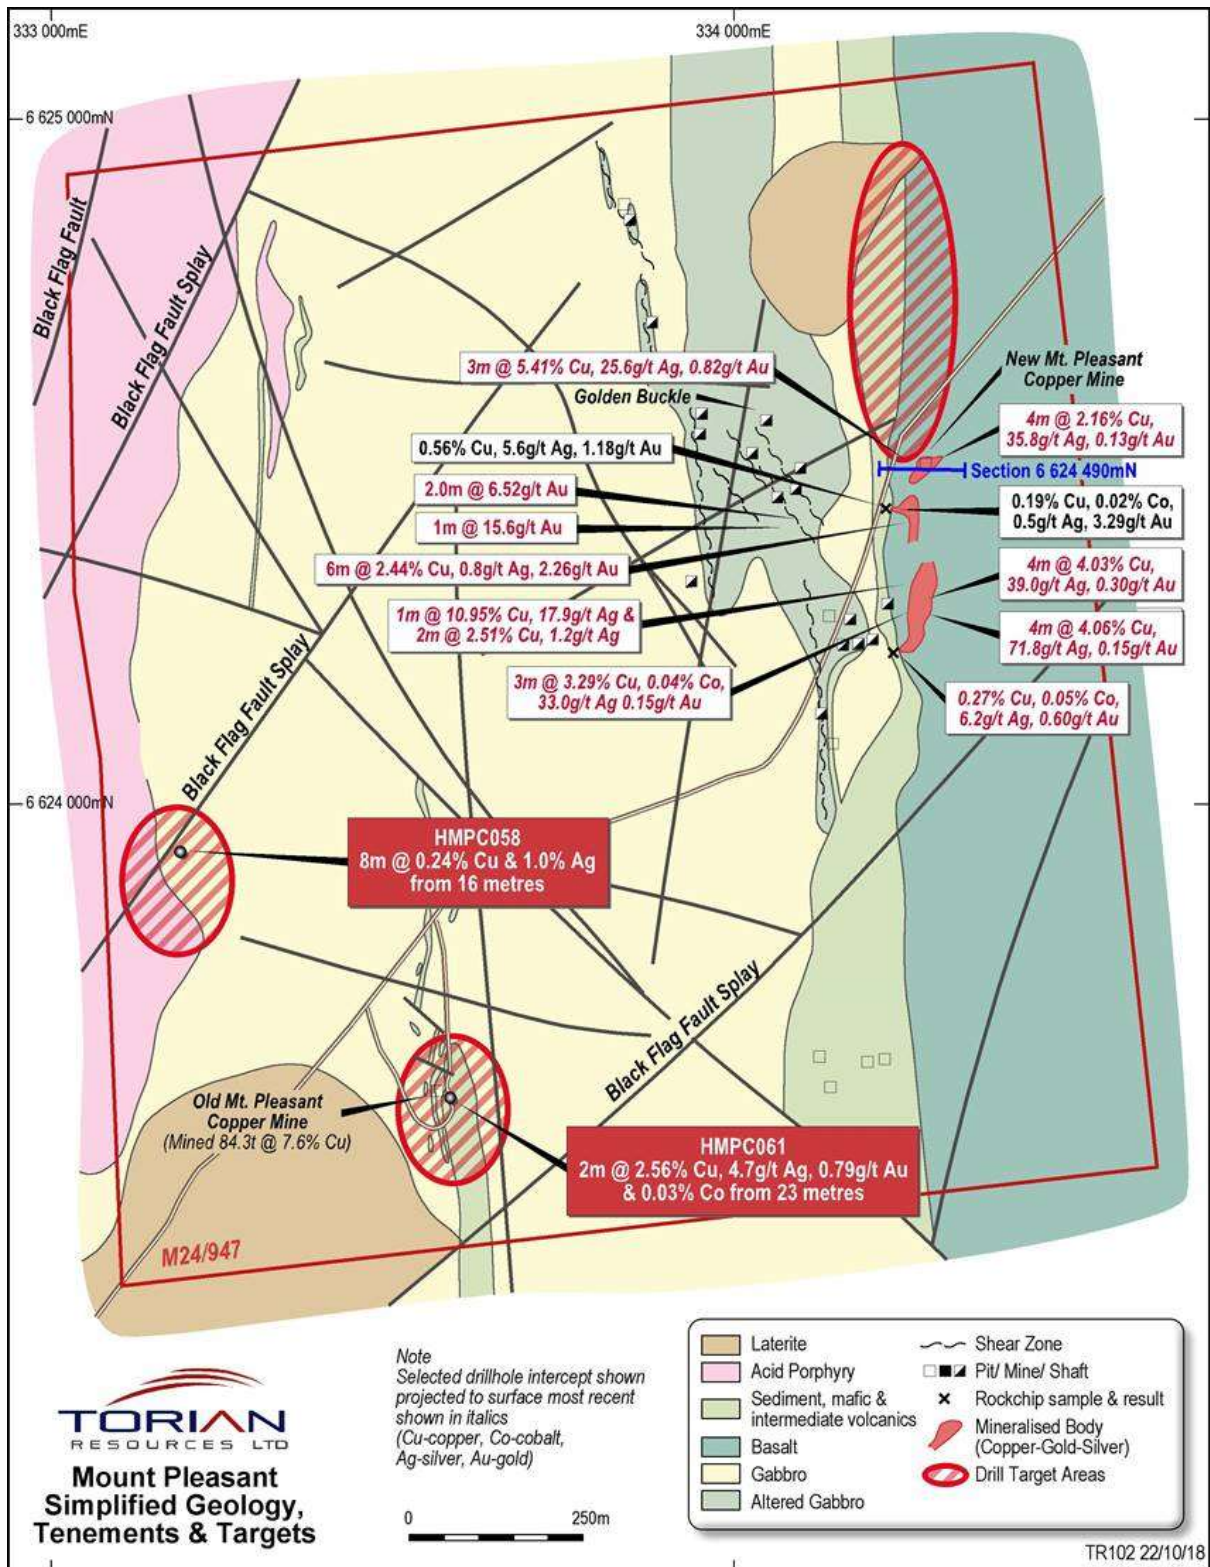 333 000mE
334 000mE
6 625 000mN
Black Flag Fault
Black Flag Fault Splay
3m @ 5.41% Cu, 25.6g/t Ag, 0.82g/t Au
New Mt. Pleasant
Copper Mine
Golden Buckle
4m @ 2.16% Cu,
35.8g/t Ag, 0.13g/t Au
0.56% Cu, 5.6g/t Ag, 1.18g/t Au
Section 6 624 490mN
2.0m @ 6.52g/t Au
0.19% Cu, 0.02% Co,
0.5g/t Ag, 3.29g/t Au
1m @ 15.6g/t Au
6m @ 2.44% Cu, 0.8g/t Ag, 2.26g/t Au
4m @ 4.03% Cu,
39.0g/t Ag, 0.30g/t Au
1m @ 10.95% Cu, 17.9g/t Ag &
2m @ 2.51% Cu, 1.2g/t Ag
4m @ 4.06% Cu,
71.8g/t Ag, 0.15g/t Au
3m @ 3.29% Cu, 0.04% Co,
33.0g/t Ag 0.15g/t Au
0.27% Cu, 0.05% Co,
6.2g/t Ag, 0.60g/t Au
Black Flag Fault Splay
6 624 000mN
HMPC058
8m @ 0.24% Cu & 1.0% Ag
from 16 metres
Black Flag Fault Splay
Old Mt. Pleasant
Copper Mine
(Mined 84.3t @ 7.6% Cu)
HMPC061
2m @ 2.56% Cu, 4.7g/t Ag, 0.79g/t Au
& 0.03% Co from 23 metres
M24/947
TORIAN
RESOURCES LTD
Mount Pleasant
Simplified Geology,
Tenements & Targets
Note
Selected drillhole intercept shown
projected to surface most recent
shown in italics
(Cu-copper, Co-cobalt,
Ag-silver, Au-gold)
0 250m
Laterite
Acid Porphyry
Sediment, mafic &
intermediate volcanics
Basalt
Gabbro
Altered Gabbro
Shear Zone
Pit/ Mine/ Shaft
Rockchip sample & result
Mineralised Body
(Copper-Gold-Silver)
Drill Target Areas
TR102 22/10/18